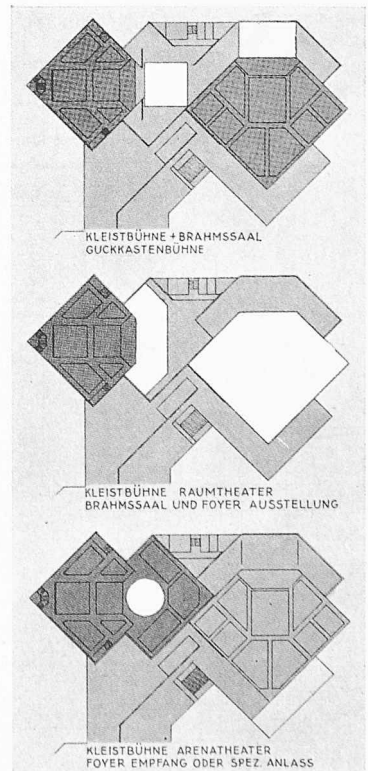 KLEISTBÜHNE + BRAHMSSAAL
GUCKKASTENBÜHNE
KLEISTBÜHNE RAUMTHEATER
BRAHMSSAAL UND FOYER AUSSTELLUNG
KLEISTBÜHNE ARENATHEATER
FOYER EMPFANG ODER SPEZ. ANLASS